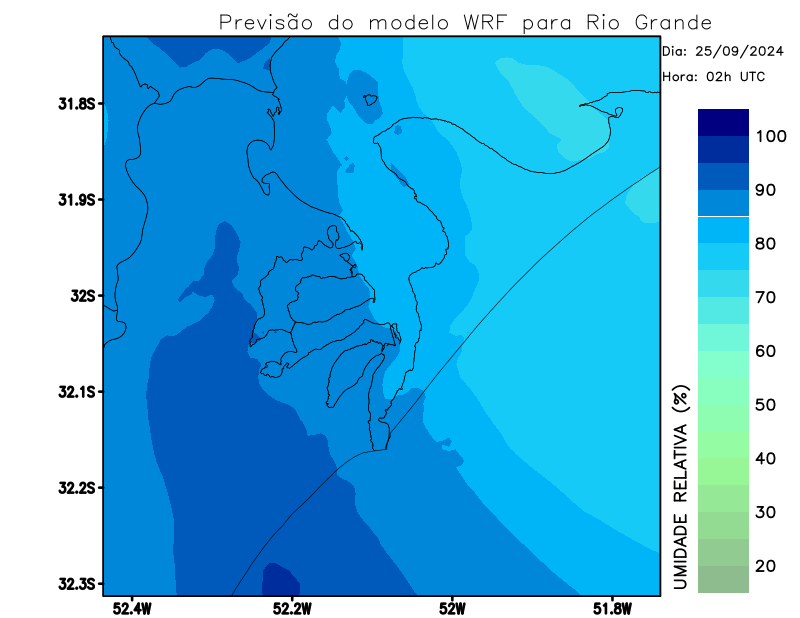 Previsão do modelo WRF para Rio Grande
Dia: 25/09/2024
Hora: 02h UTC
31.8S
31.9S
32S
32.1S
32.2S
32.3S
52.4W
52.2W
52W
51.8W
UMIDADE RELATIVA (%)
100
90
80
70
60
50
40
30
20